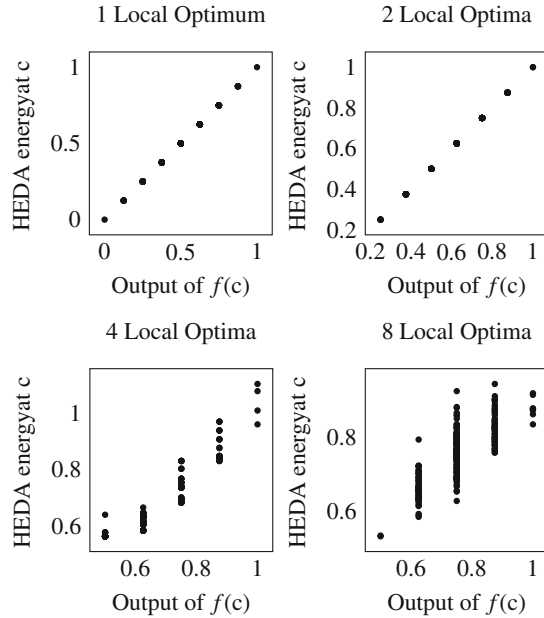 1 Local Optimum
2 Local Optima
HEDA energyat c
1
0.5
0
0
0.5
1
Output of f(c)
HEDA energyat c
1
0.8
0.6
0.4
0.2
0.2 0.4 0.6 0.8 1
Output of f(c)
4 Local Optima
8 Local Optima
HEDA energyat c
1
0.8
0.6
0.6
0.8
1
Output of f(c)
HEDA energyat c
0.8
0.6
0.6
0.8
1
Output of f(c)